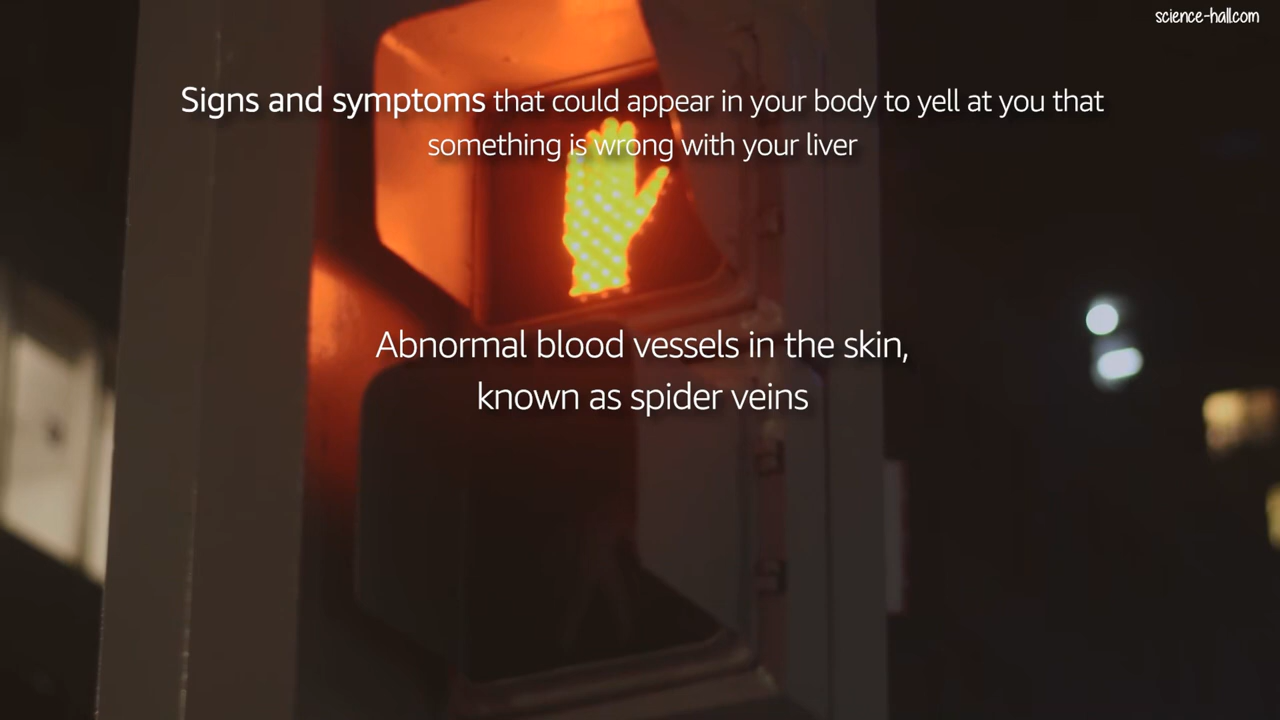 science-hall.com
Signs and symptoms that could appear in your body to yell at you that
something is wrong with your liver
Abnormal blood vessels in the skin,
known as spider veins